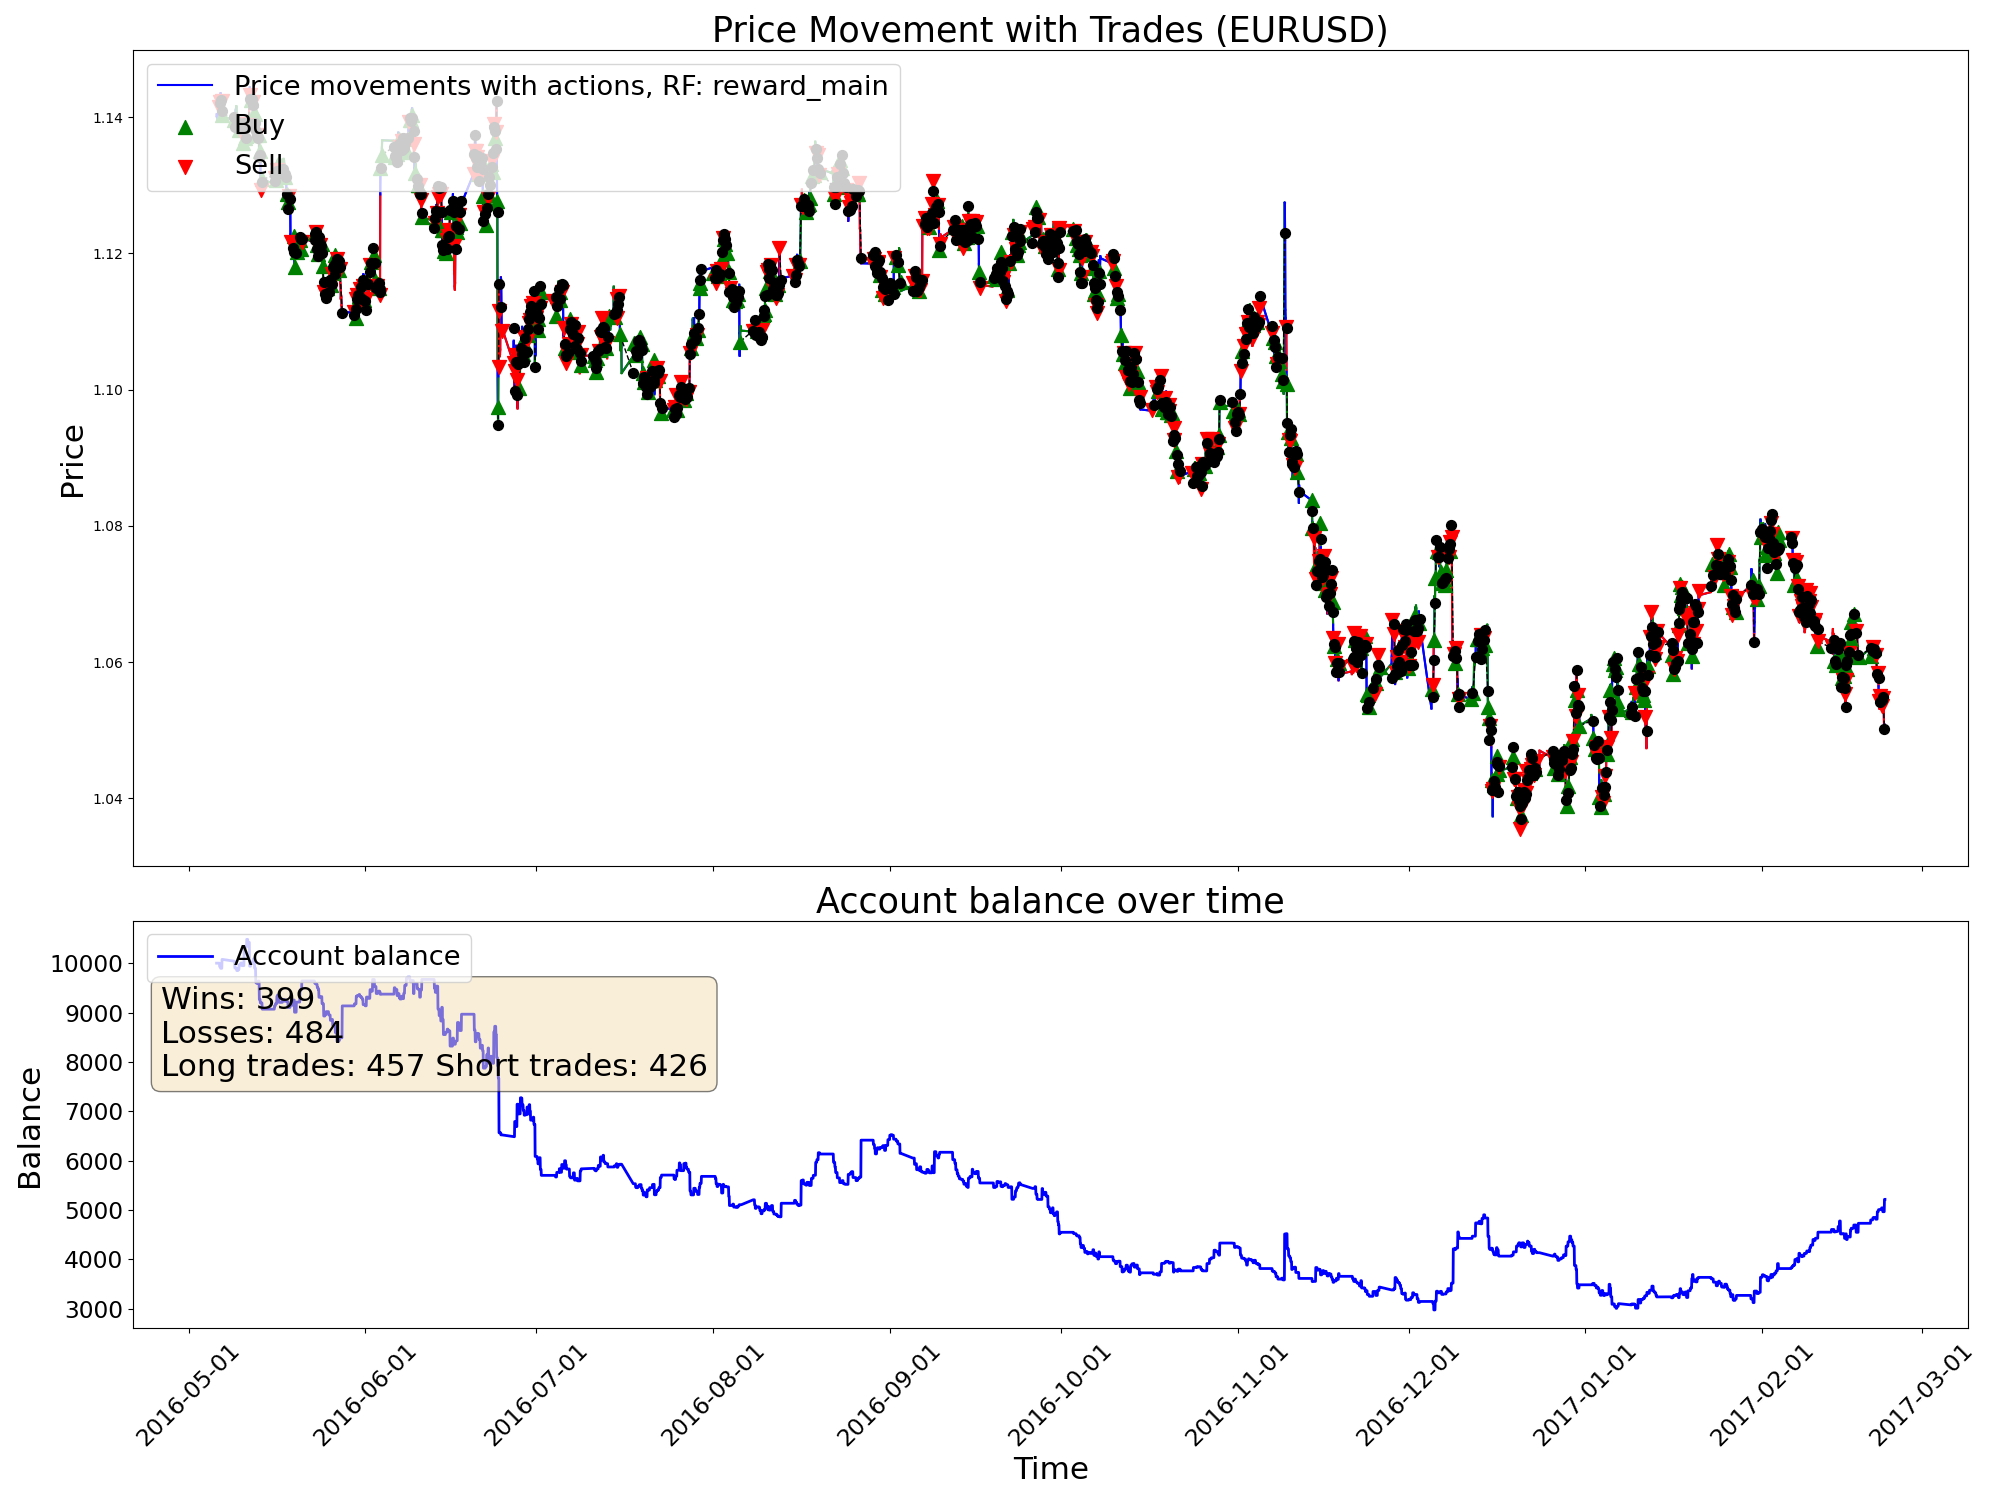 Price Movement with Trades (EURUSD)
Price movements with actions, RF: reward_main
Buy
Sell
1.14
1.12
1.10
1.08
1.06
1.04
Price
Account balance over time
Account balance
Wins: 399
Losses: 484
Long trades: 457 Short trades: 426
10000
9000
8000
7000
6000
5000
4000
3000
Balance
2016-05-01
2016-06-01
2016-07-01
2016-08-01
2016-09-01
2016-10-01
2016-11-01
2016-12-01
2017-01-01
2017-02-01
2017-03-01
Time